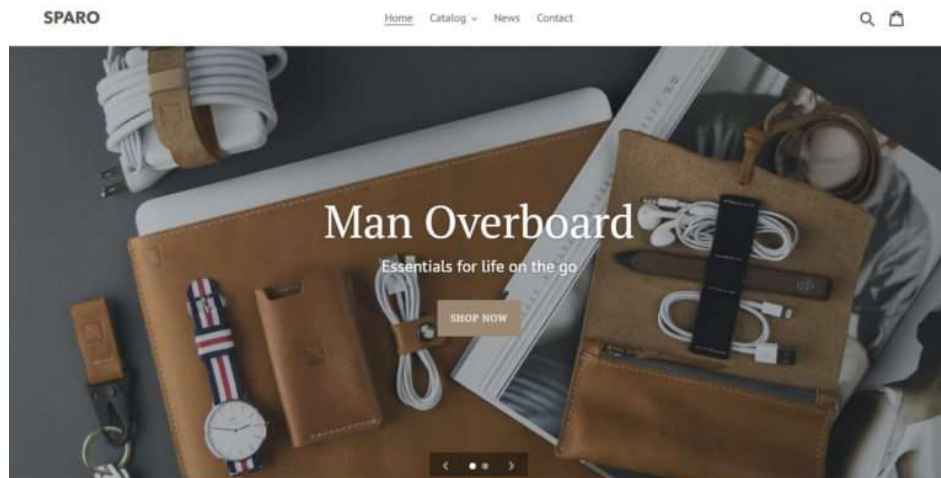 SPARO
Home Catalog News Contact
Man Overboard
Essentials for life on the go
SHOP NOW